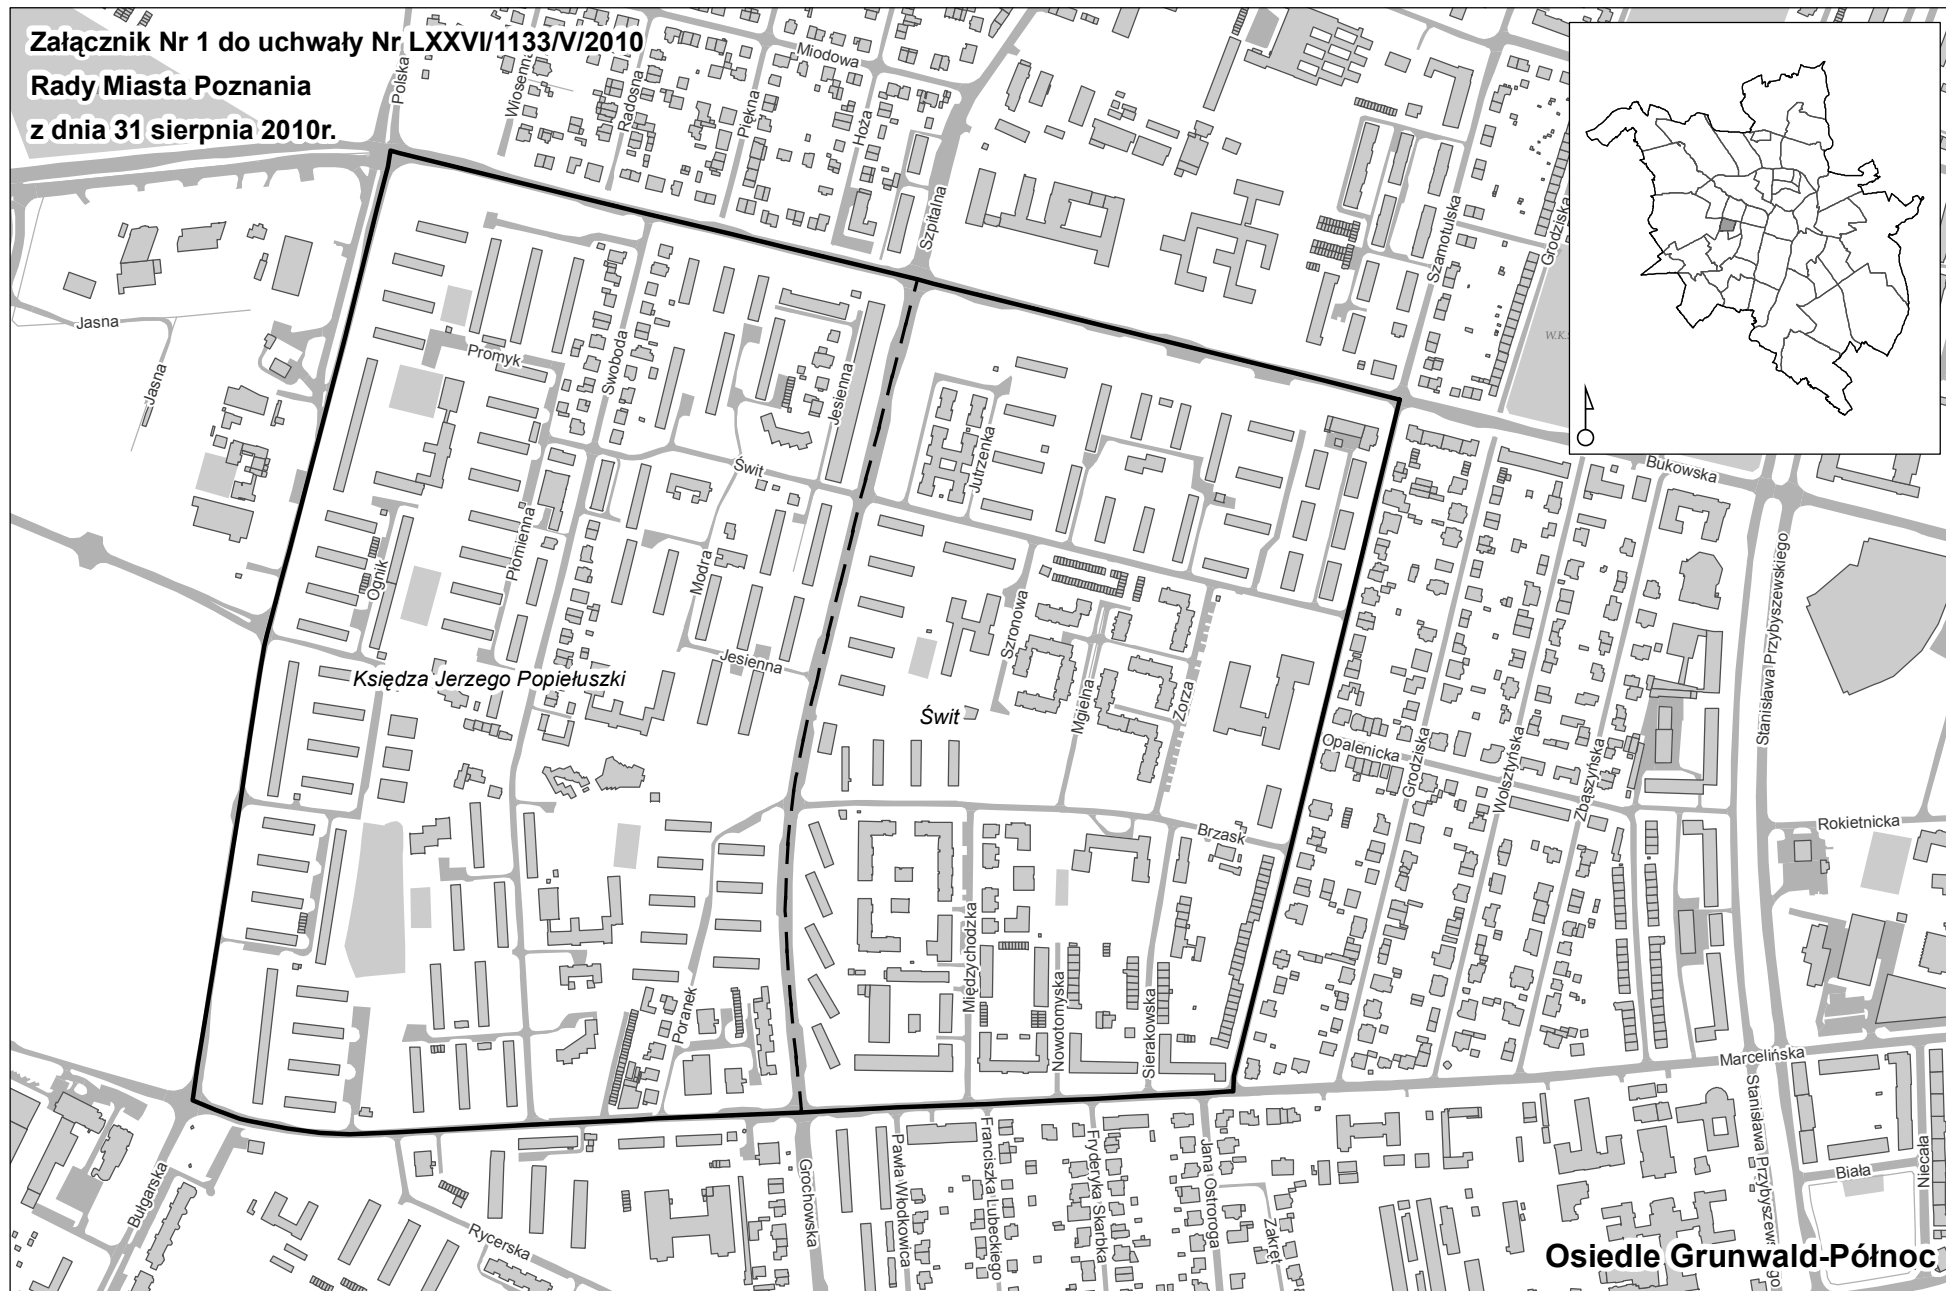 Załącznik Nr 1 do uchwały Nr LXXVI/1133/V/2010
Rady Miasta Poznania
z dnia 31 sierpnia 2010r.
Polska
Wiosenna
Radosna
Piękna
Miodowa
Hoża
Szpitalna
Szamotulska
Grodziska
W.K.
Jasna
Jasna
Promyk
Swoboda
Jesienna
Świt
Jutrzenka
Bukowska
Płomienna
Ognik
Modra
Szronowa
Stanisława Przybyszewskiego
Księdza Jerzego Popiełuszki
Jesienna
Świt
Mgielna
Zorza
Opalenicka
Grodziska
Wolsztyńska
Zbąszyńska
Brzask
Rokietnicka
Międzychodzka
Nowotomyska
Sierakowska
Poranek
Marcelińska
Stanisława Przybyszewskiego
Bułgarska
Rycerska
Grochowska
Pawła Włodkowica
Franciszka Lubeckiego
Fryderyka Skarbka
Jana Ostroroga
Zakręt
Biała
Niecała
Osiedle Grunwald-Północ